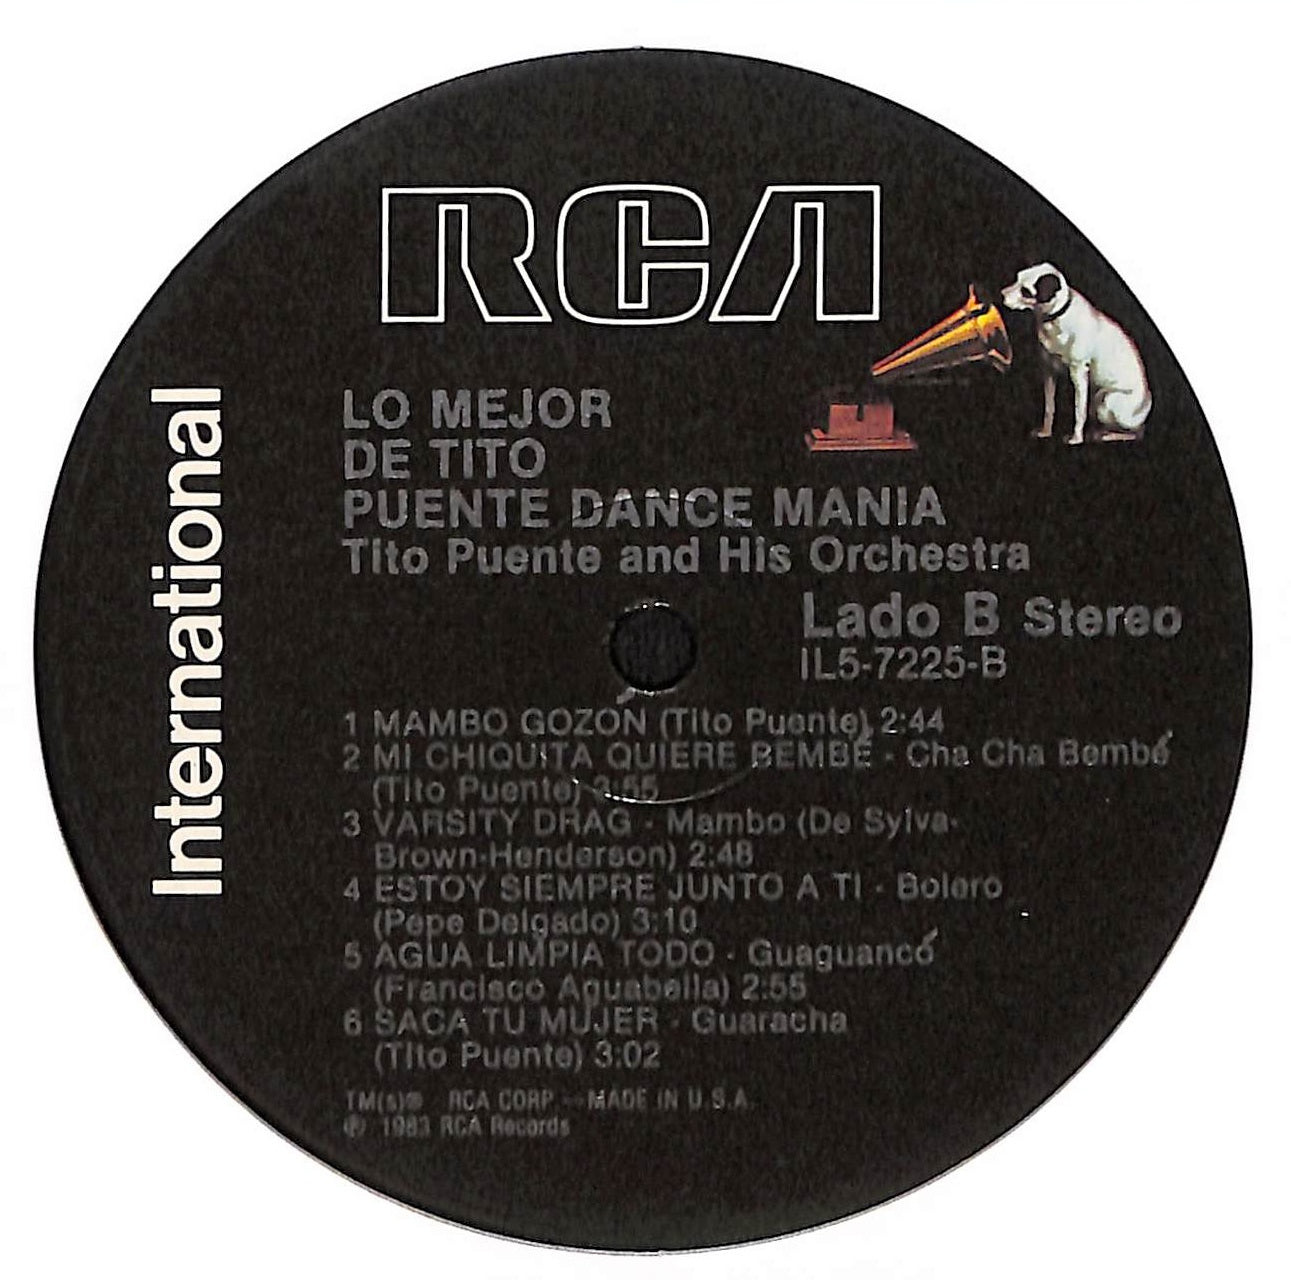 RCA
International
LO MEJOR
DE TITO
PUENTE DANCE MANIA
Tito Puente and His Orchestra
Lado B Stereo
IL5-7225-B
1 MAMBO GOZÓN (Tito Puente) 2:44
2 MI CHIQUITA QUIERE BEMBÉ - Cha Cha Bembé
(Tito Puente) 3:55
3 VARSITY DRAG - Mambo (De Sylva-
Brown-Henderson) 2:48
4 ESTOY SIEMPRE JUNTO A TI - Bolero
(Pepe Delgado) 3:10
5 AGUA LIMPIA TODO - Guaguancó
(Francisco Aguabella) 2:55
6 SACA TU MUJER - Guaracha
(Tito Puente) 3:02
TM(s)® RCA CORP — MADE IN U.S.A.
℗ 1983 RCA Records